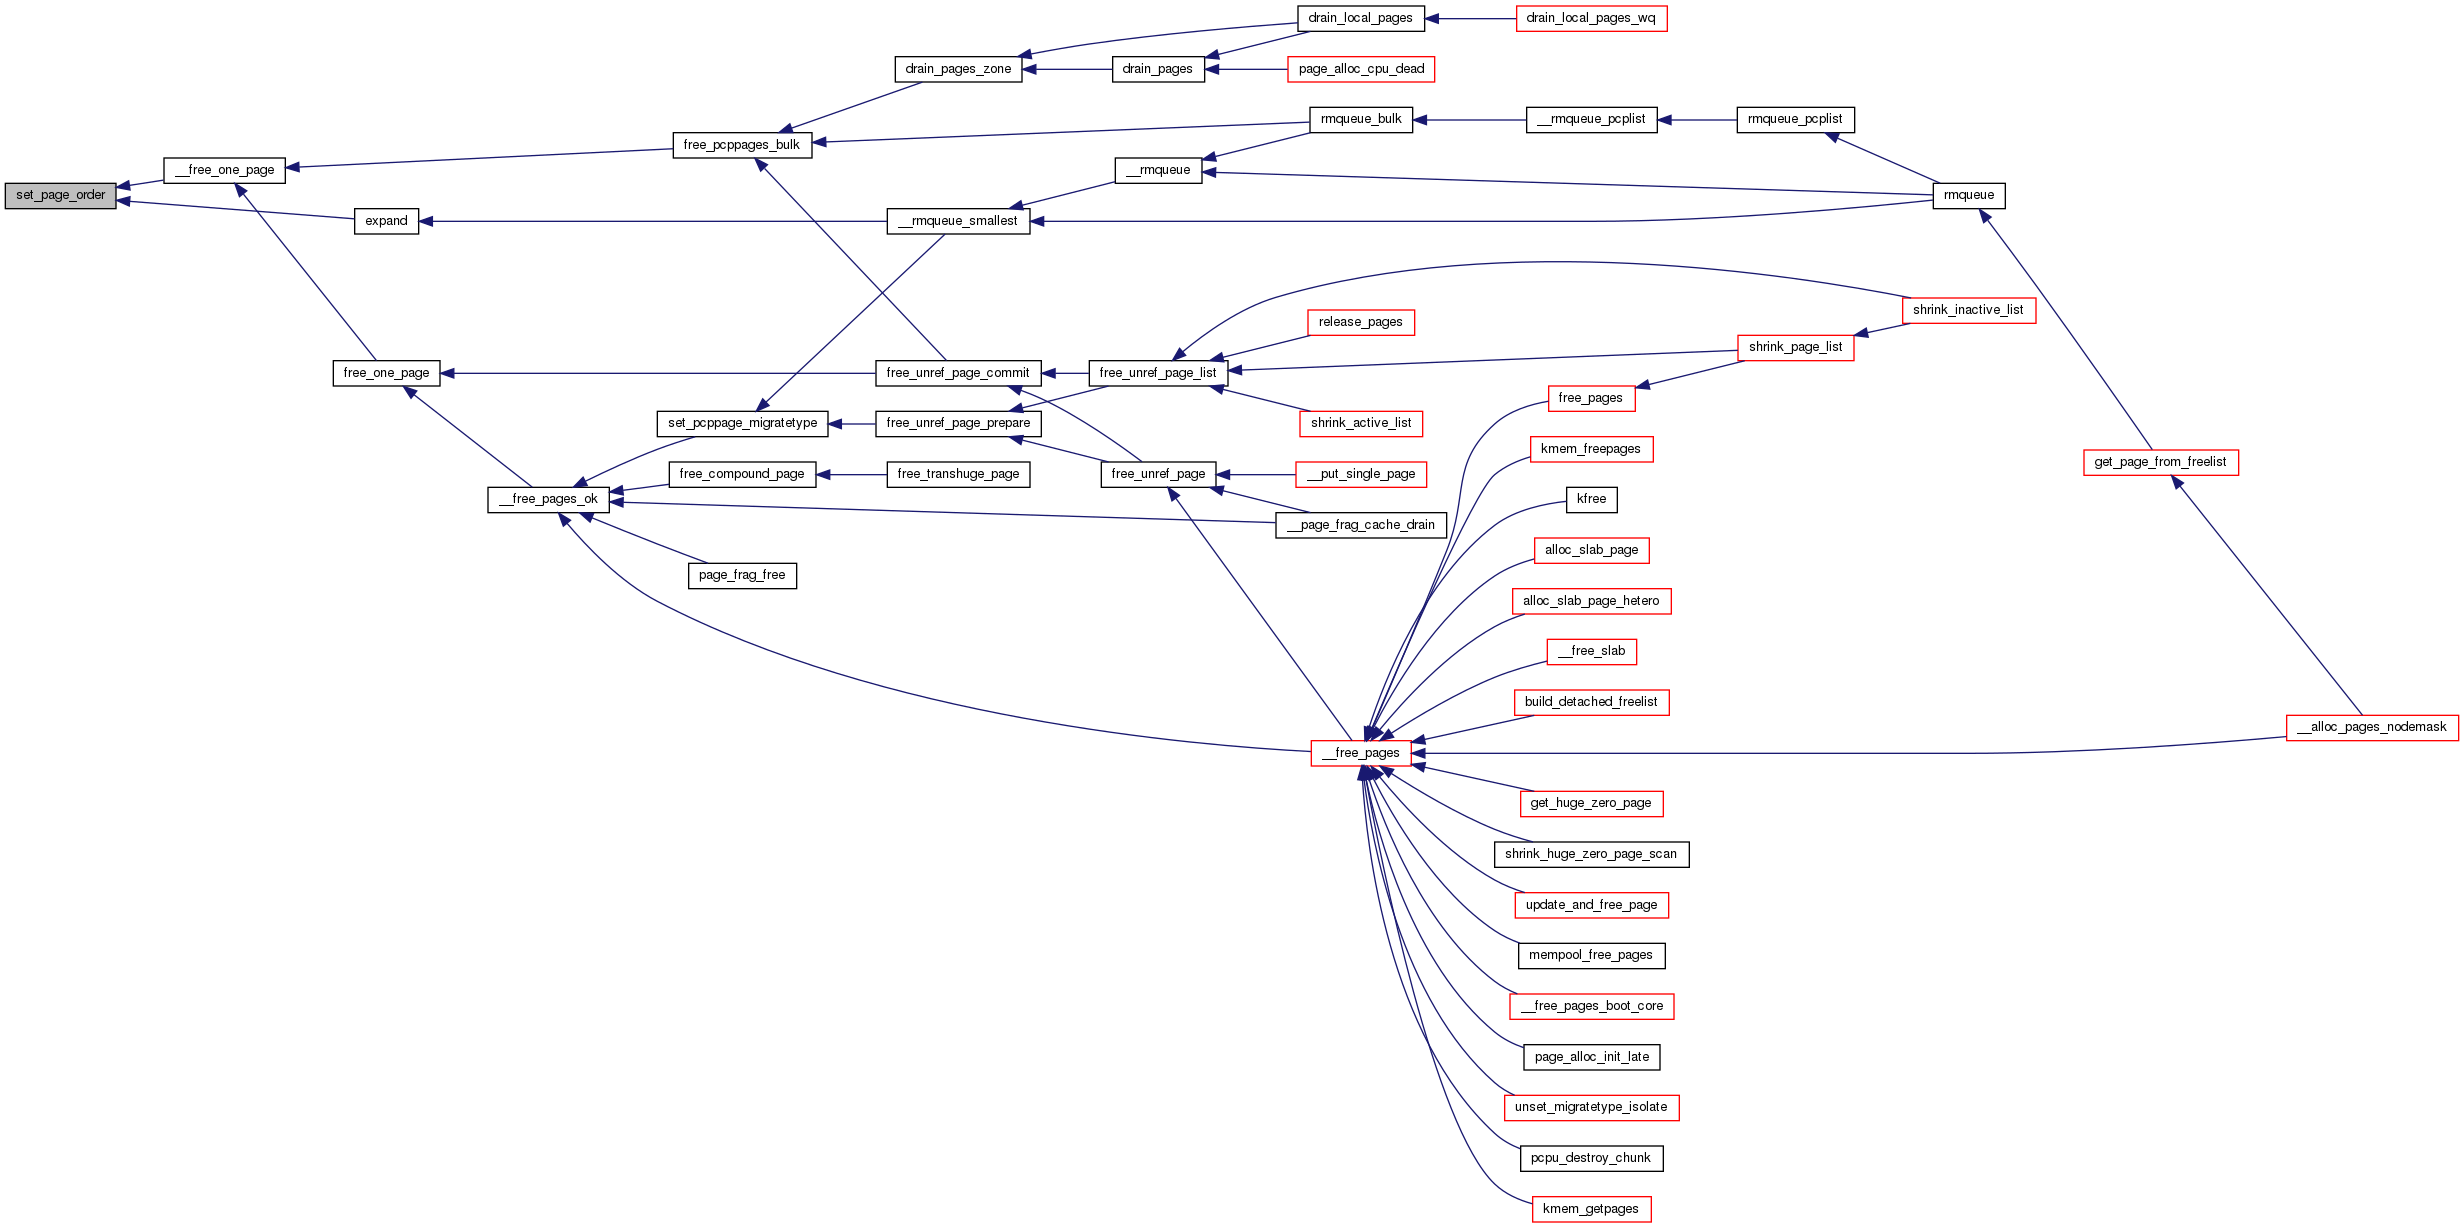 drain_local_pages
drain_local_pages_wq
drain_pages_zone
drain_pages
page_alloc_cpu_dead
rmqueue_bulk
__rmqueue_pcplist
rmqueue_pcplist
free_pcppages_bulk
__free_one_page
__rmqueue
set_page_order
rmqueue
expand
__rmqueue_smallest
shrink_inactive_list
release_pages
shrink_page_list
free_one_page
free_unref_page_commit
free_unref_page_list
free_pages
set_pcppage_migratetype
free_unref_page_prepare
shrink_active_list
kmem_freepages
get_page_from_freelist
free_compound_page
free_transhuge_page
free_unref_page
__put_single_page
__free_pages_ok
kfree
__page_frag_cache_drain
alloc_slab_page
page_frag_free
alloc_slab_page_hetero
__free_slab
build_detached_freelist
__alloc_pages_nodemask
__free_pages
get_huge_zero_page
shrink_huge_zero_page_scan
update_and_free_page
mempool_free_pages
__free_pages_boot_core
page_alloc_init_late
unset_migratetype_isolate
pcpu_destroy_chunk
kmem_getpages